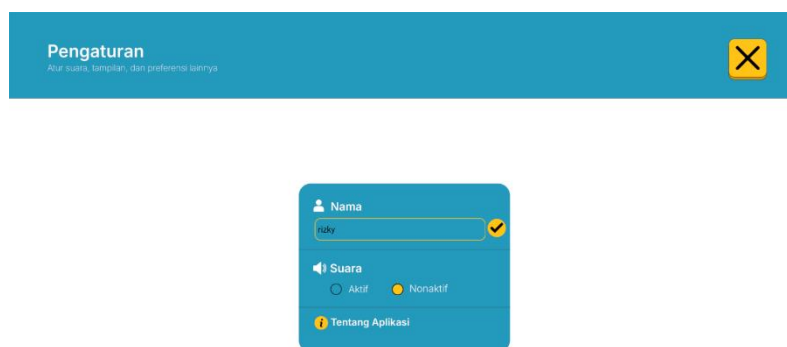 Pengaturan
Atur suara, tampilan, dan preferensi lainnya
Nama
rizky
Suara
Aktif Nonaktif
Tentang Aplikasi